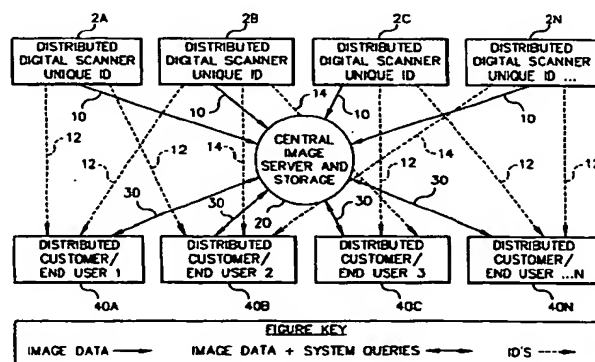 2A 2B 2C 2N
DISTRIBUTED DIGITAL SCANNER UNIQUE ID
DISTRIBUTED DIGITAL SCANNER UNIQUE ID
DISTRIBUTED DIGITAL SCANNER UNIQUE ID
DISTRIBUTED DIGITAL SCANNER UNIQUE ID ...
10 10 14 10 10
12 12 12 14 12 14 12 12
CENTRAL IMAGE SERVER AND STORAGE
30 30 20 30 30
DISTRIBUTED CUSTOMER/ END USER 1
DISTRIBUTED CUSTOMER/ END USER 2
DISTRIBUTED CUSTOMER/ END USER 3
DISTRIBUTED CUSTOMER/ END USER ...N
40A 40B 40C 40N
FIGURE KEY
IMAGE DATA IMAGE DATA + SYSTEM QUERIES ID'S